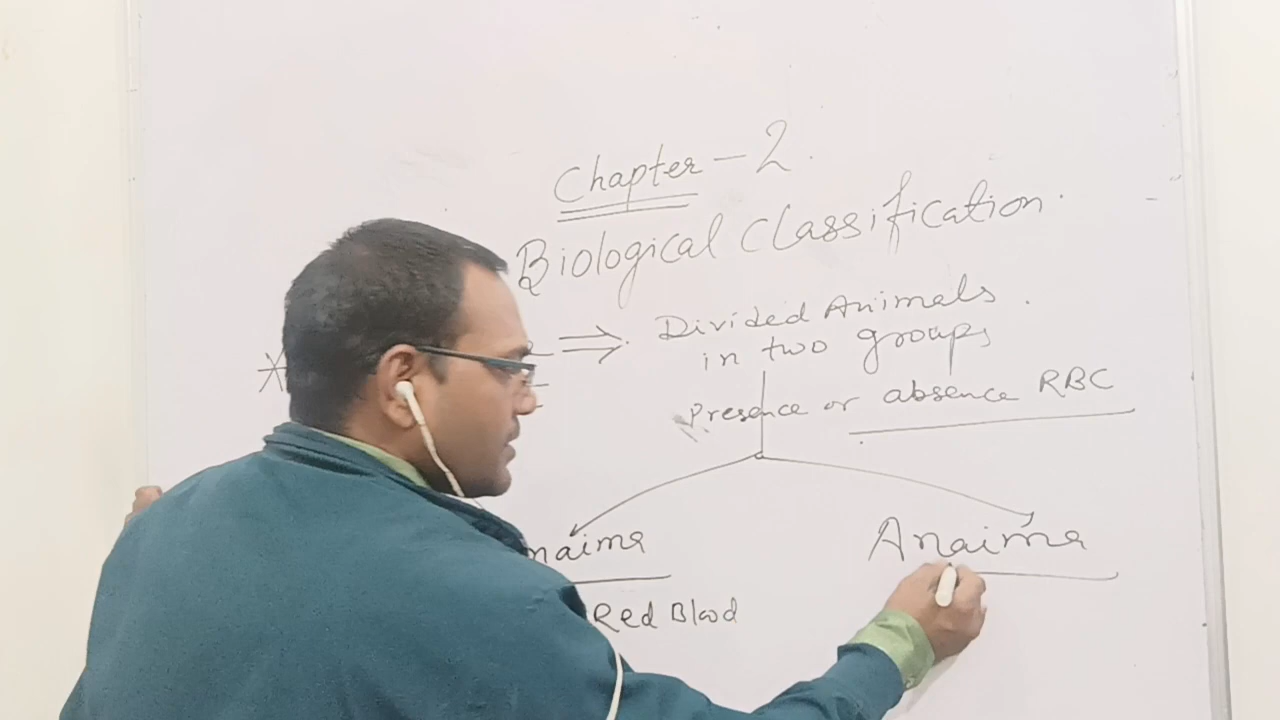 Chapter - 2.
Biological Classification.
⇒ Divided Animals.
in two groups
Presence or absence RBC
naima
Anaima
Red Blood